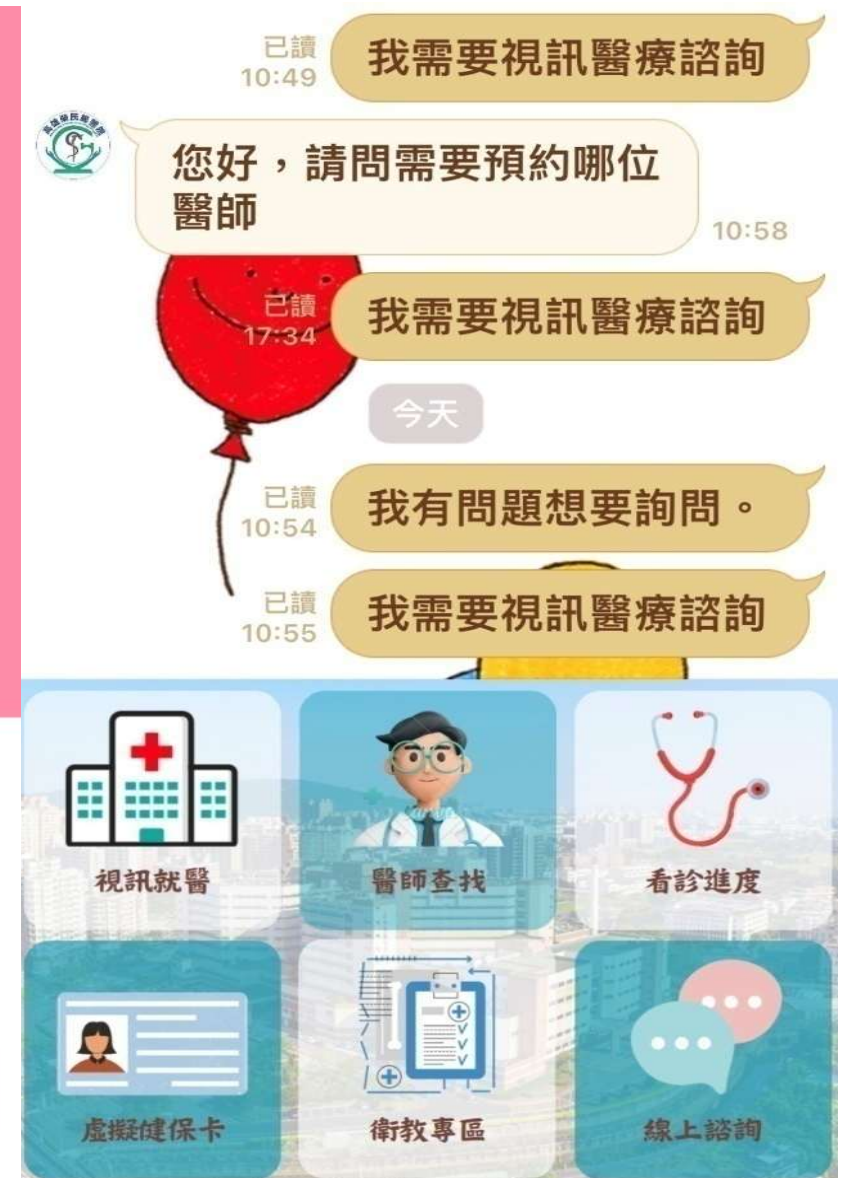 已讀
10:49
我需要視訊醫療諮詢
您好，請問需要預約哪位
醫師
10:58
已讀
17:34
我需要視訊醫療諮詢
今天
已讀
10:54
我有問題想要詢問。
已讀
10:55
我需要視訊醫療諮詢
視訊就醫
醫師查找
看診進度
虛擬健保卡
衛教專區
線上諮詢